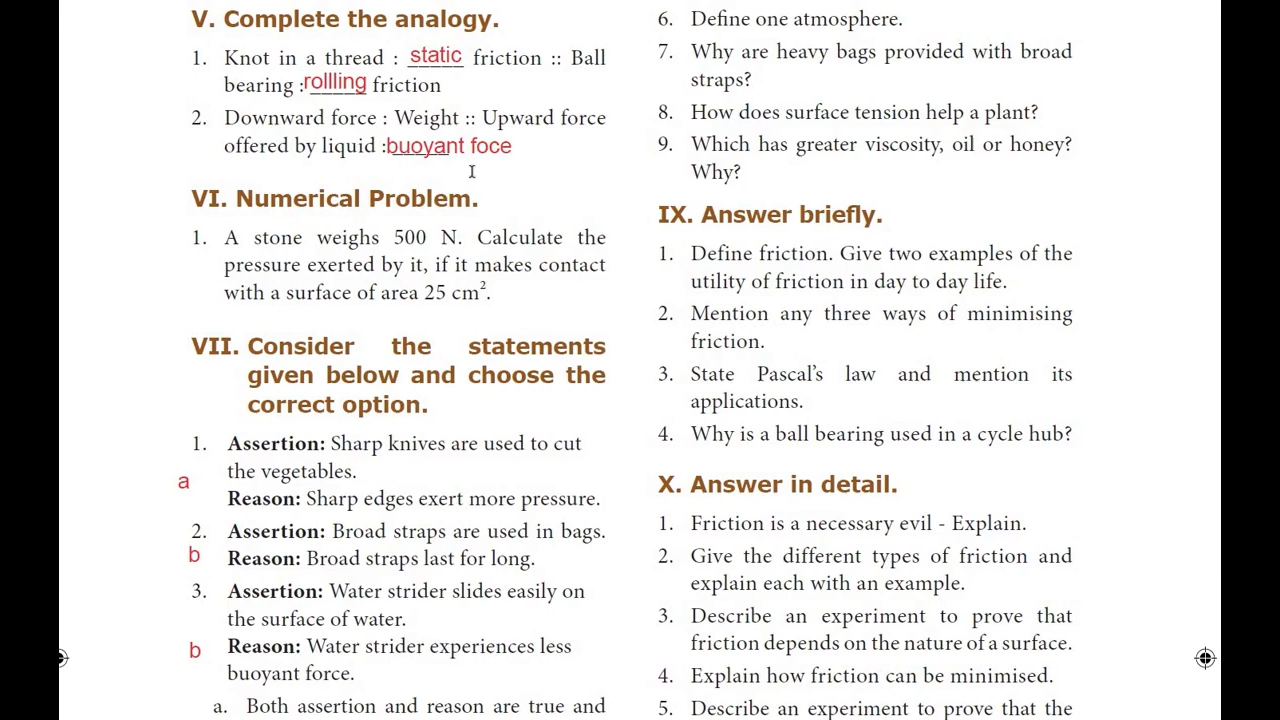 V. Complete the analogy.
1. Knot in a thread : static friction :: Ball
bearing : rollling friction
2. Downward force : Weight :: Upward force
offered by liquid : buoyant foce
VI. Numerical Problem.
1. A stone weighs 500 N. Calculate the
pressure exerted by it, if it makes contact
with a surface of area 25 cm².
VII. Consider the statements
given below and choose the
correct option.
1. Assertion: Sharp knives are used to cut
the vegetables.
a
Reason: Sharp edges exert more pressure.
2. Assertion: Broad straps are used in bags.
b Reason: Broad straps last for long.
3. Assertion: Water strider slides easily on
the surface of water.
b Reason: Water strider experiences less
buoyant force.
a. Both assertion and reason are true and
6. Define one atmosphere.
7. Why are heavy bags provided with broad
straps?
8. How does surface tension help a plant?
9. Which has greater viscosity, oil or honey?
Why?
IX. Answer briefly.
1. Define friction. Give two examples of the
utility of friction in day to day life.
2. Mention any three ways of minimising
friction.
3. State Pascal's law and mention its
applications.
4. Why is a ball bearing used in a cycle hub?
X. Answer in detail.
1. Friction is a necessary evil - Explain.
2. Give the different types of friction and
explain each with an example.
3. Describe an experiment to prove that
friction depends on the nature of a surface.
4. Explain how friction can be minimised.
5. Describe an experiment to prove that the